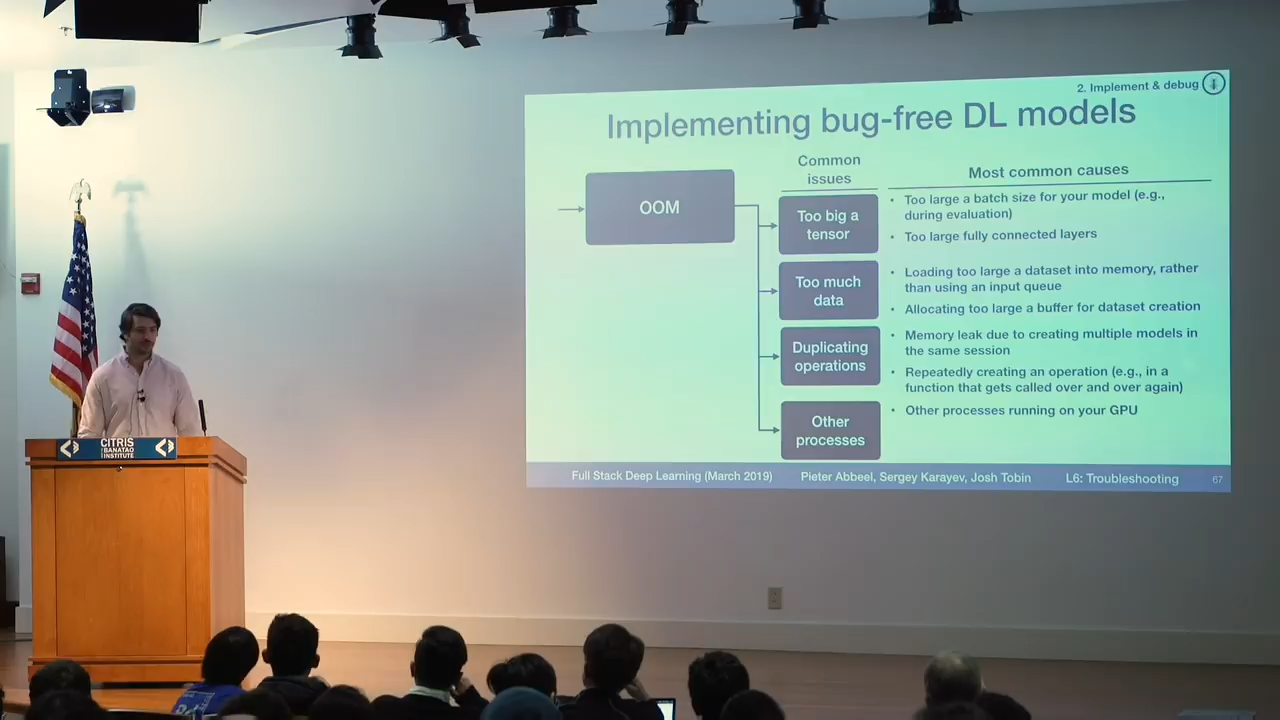 2. Implement & debug
Implementing bug-free DL models
Common
issues
Most common causes
OOM
Too big a
tensor
• Too large a batch size for your model (e.g.,
during evaluation)
• Too large fully connected layers
Too much
data
• Loading too large a dataset into memory, rather
than using an input queue
• Allocating too large a buffer for dataset creation
Duplicating
operations
• Memory leak due to creating multiple models in
the same session
• Repeatedly creating an operation (e.g., in a
function that gets called over and over again)
Other
processes
• Other processes running on your GPU
Full Stack Deep Learning (March 2019)
Pieter Abbeel, Sergey Karayev, Josh Tobin
L6: Troubleshooting
67
CITRIS
BANATAO
INSTITUTE